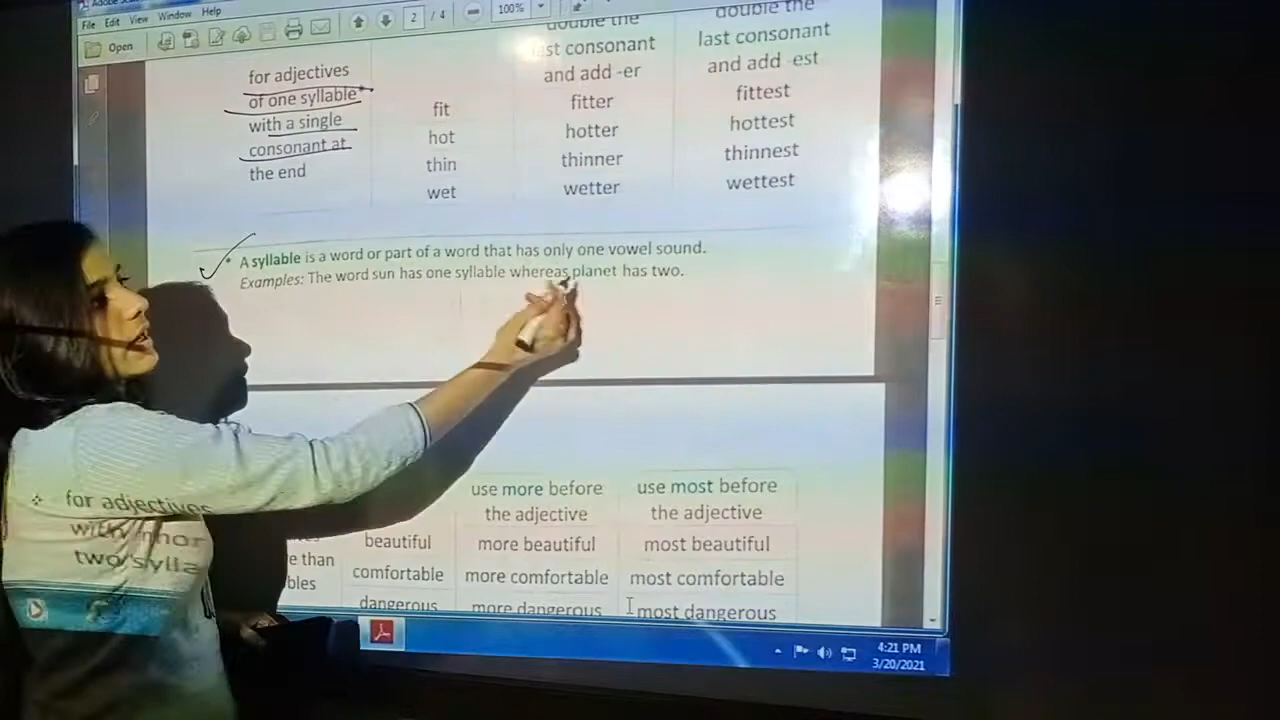 File Edit View Window Help
Open
2 / 4
100%
double the
double the
last consonant
last consonant
for adjectives
and add -er
and add -est
of one syllable*
fit
fitter
fittest
with a single
hot
hotter
hottest
consonant at
thin
thinner
thinnest
the end
wet
wetter
wettest
* A syllable is a word or part of a word that has only one vowel sound.
Examples: The word sun has one syllable whereas planet has two.
use more before
use most before
for adjectives
the adjective
the adjective
beautiful
more beautiful
most beautiful
two sylla
e than
bles
comfortable
more comfortable
most comfortable
dangerous
more dangerous
most dangerous
4:21 PM
3/20/2021